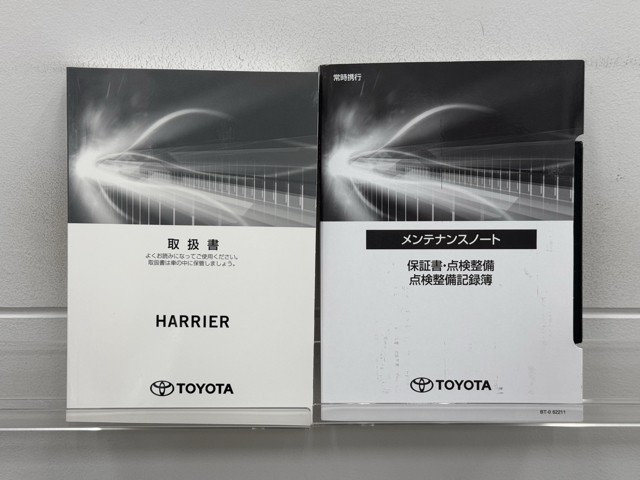 取扱書
よくお読みになってご使用ください。
取扱書は車の中に保管しましょう。
HARRIER
TOYOTA
常時携行
メンテナンスノート
保証書・点検整備
点検整備記録簿
TOYOTA
BT-G 63211